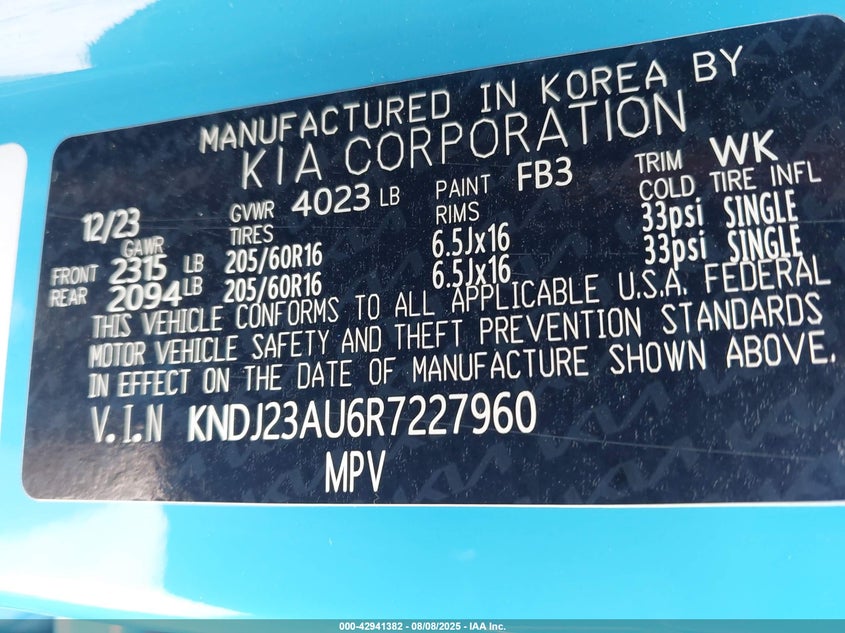 MANUFACTURED IN KOREA BY
KIA CORPORATION
12/23 GVWR 4023 LB PAINT FB3 TRIM WK
GAWR TIRES RIMS COLD TIRE INFL
FRONT 2315 LB 205/60R16 6.5Jx16 33psi SINGLE
REAR 2094 LB 205/60R16 6.5Jx16 33psi SINGLE
THIS VEHICLE CONFORMS TO ALL APPLICABLE U.S.A. FEDERAL
MOTOR VEHICLE SAFETY AND THEFT PREVENTION STANDARDS
IN EFFECT ON THE DATE OF MANUFACTURE SHOWN ABOVE.
V.I.N KNDJ23AU6R7227960
MPV
000-42941382 - 08/08/2025 - IAA Inc.